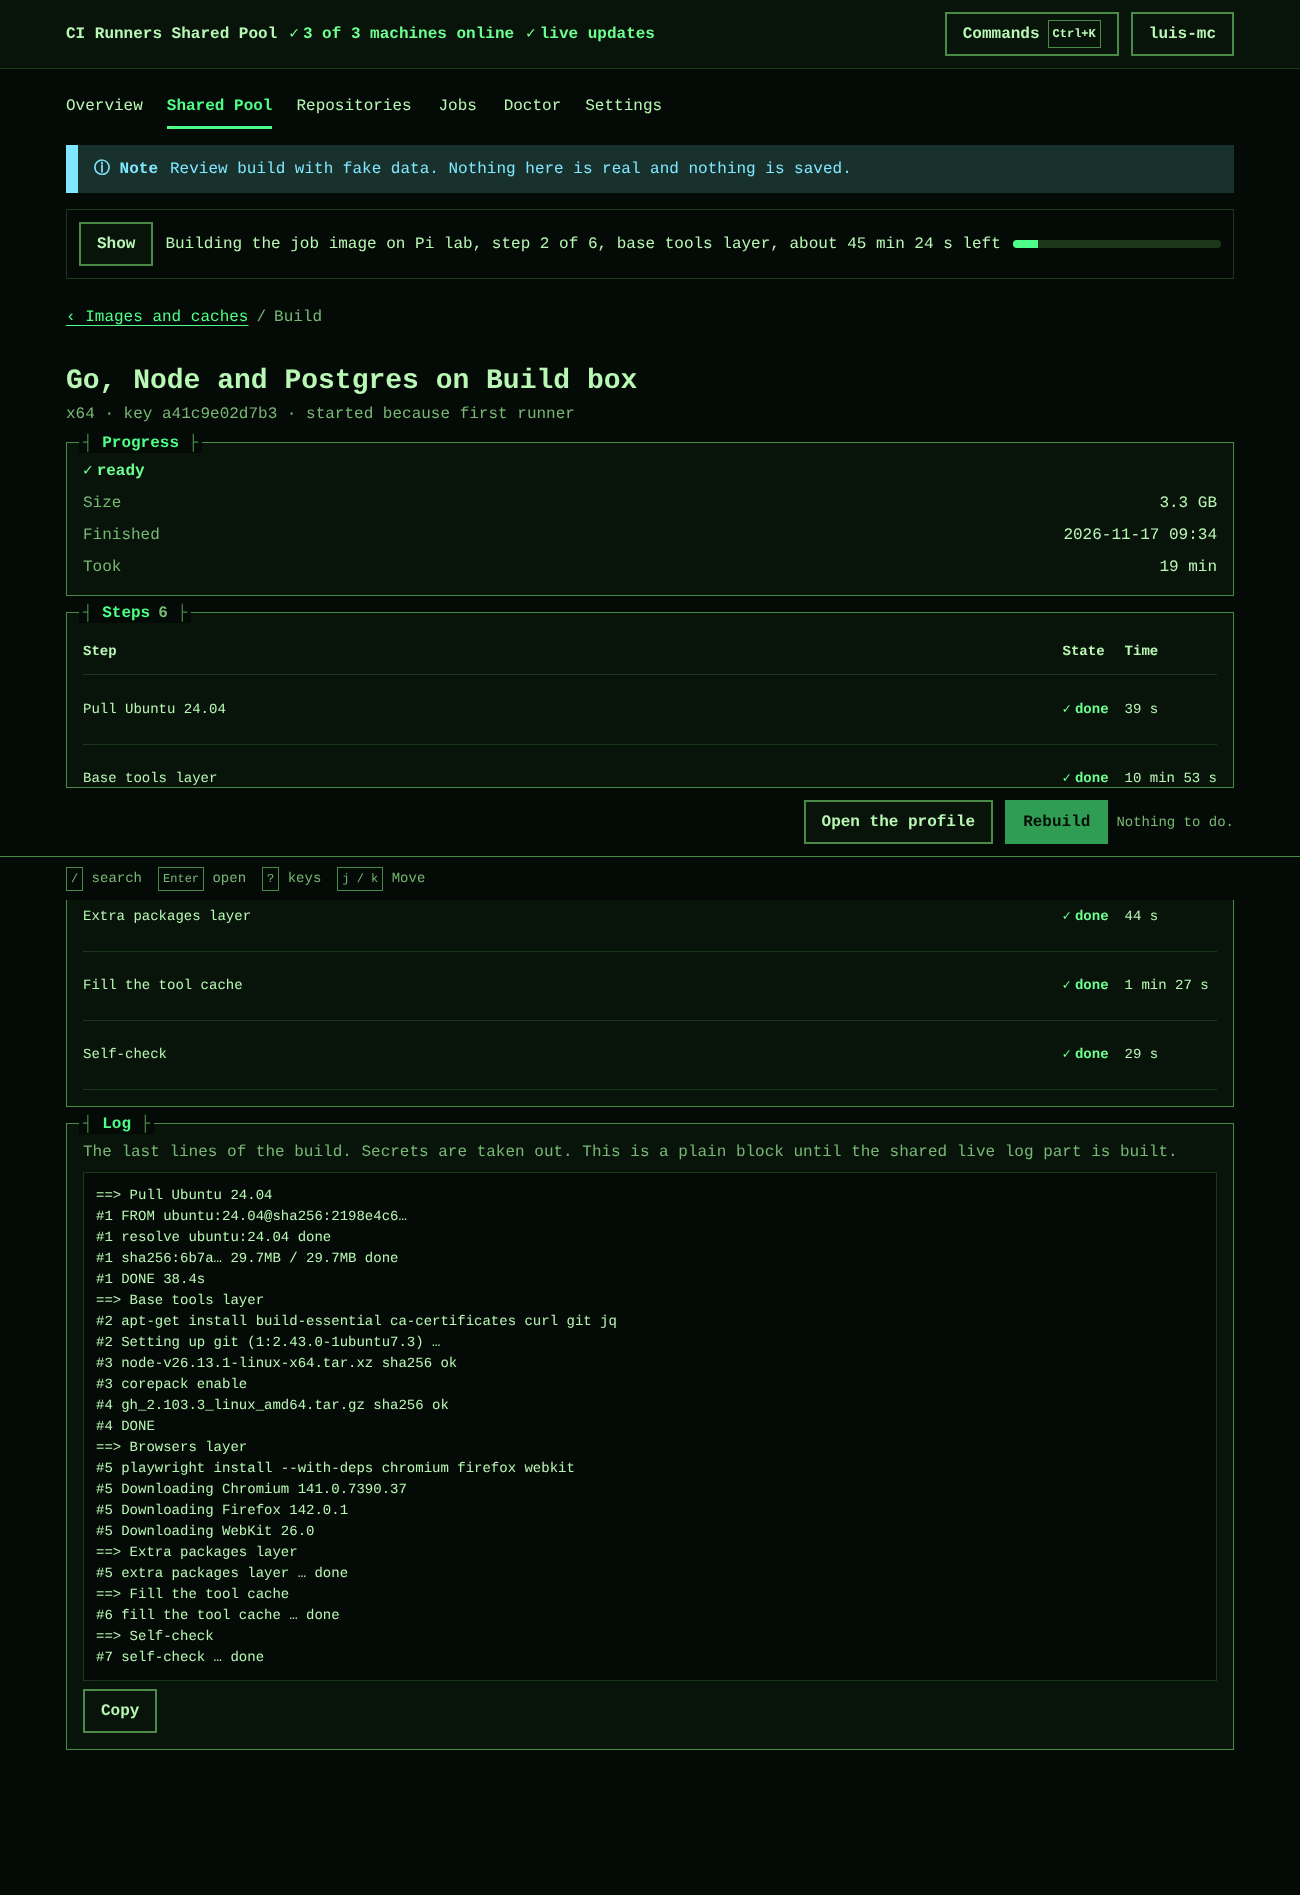 CI Runners Shared Pool ✓ 3 of 3 machines online ✓ live updates Commands Ctrl+K luis-mc
Overview Shared Pool Repositories Jobs Doctor Settings
ⓘ Note Review build with fake data. Nothing here is real and nothing is saved.
Show Building the job image on Pi lab, step 2 of 6, base tools layer, about 45 min 24 s left
‹ Images and caches / Build
Go, Node and Postgres on Build box
x64 · key a41c9e02d7b3 · started because first runner
Progress
✓ ready
Size 3.3 GB
Finished 2026-11-17 09:34
Took 19 min
Steps 6
Step State Time
Pull Ubuntu 24.04 ✓ done 39 s
Base tools layer ✓ done 10 min 53 s
Open the profile Rebuild Nothing to do.
/ search Enter open ? keys j / k Move
Extra packages layer ✓ done 44 s
Fill the tool cache ✓ done 1 min 27 s
Self-check ✓ done 29 s
Log
The last lines of the build. Secrets are taken out. This is a plain block until the shared live log part is built.
==> Pull Ubuntu 24.04
#1 FROM ubuntu:24.04@sha256:2198e4c6…
#1 resolve ubuntu:24.04 done
#1 sha256:6b7a… 29.7MB / 29.7MB done
#1 DONE 38.4s
==> Base tools layer
#2 apt-get install build-essential ca-certificates curl git jq
#2 Setting up git (1:2.43.0-1ubuntu7.3) …
#3 node-v26.13.1-linux-x64.tar.xz sha256 ok
#3 corepack enable
#4 gh_2.103.3_linux_amd64.tar.gz sha256 ok
#4 DONE
==> Browsers layer
#5 playwright install --with-deps chromium firefox webkit
#5 Downloading Chromium 141.0.7390.37
#5 Downloading Firefox 142.0.1
#5 Downloading WebKit 26.0
==> Extra packages layer
#5 extra packages layer … done
==> Fill the tool cache
#6 fill the tool cache … done
==> Self-check
#7 self-check … done
Copy